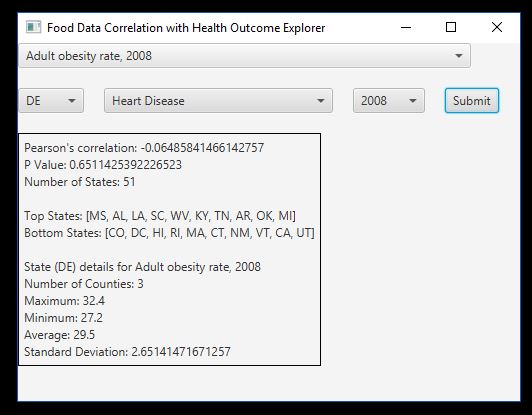 Food Data Correlation with Health Outcome Explorer
Adult obesity rate, 2008
DE Heart Disease 2008 Submit
Pearson's correlation: -0.06485841466142757
P Value: 0.6511425392226523
Number of States: 51
Top States: [MS, AL, LA, SC, WV, KY, TN, AR, OK, MI]
Bottom States: [CO, DC, HI, RI, MA, CT, NM, VT, CA, UT]
State (DE) details for Adult obesity rate, 2008
Number of Counties: 3
Maximum: 32.4
Minimum: 27.2
Average: 29.5
Standard Deviation: 2.65141471671257